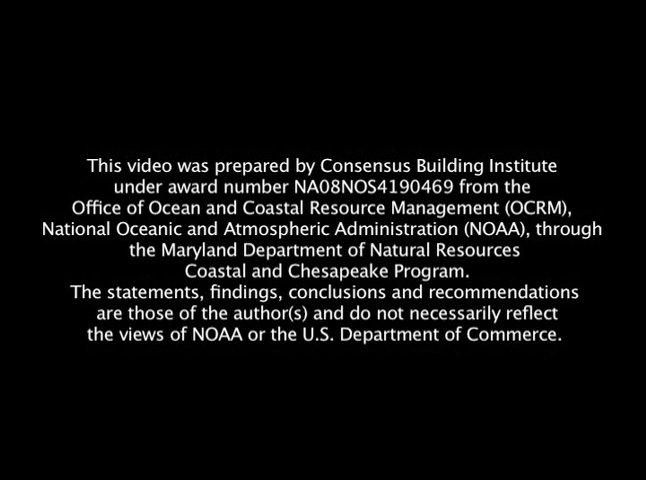 This video was prepared by Consensus Building Institute
under award number NA08NOS4190469 from the
Office of Ocean and Coastal Resource Management (OCRM),
National Oceanic and Atmospheric Administration (NOAA), through
the Maryland Department of Natural Resources
Coastal and Chesapeake Program.
The statements, findings, conclusions and recommendations
are those of the author(s) and do not necessarily reflect
the views of NOAA or the U.S. Department of Commerce.